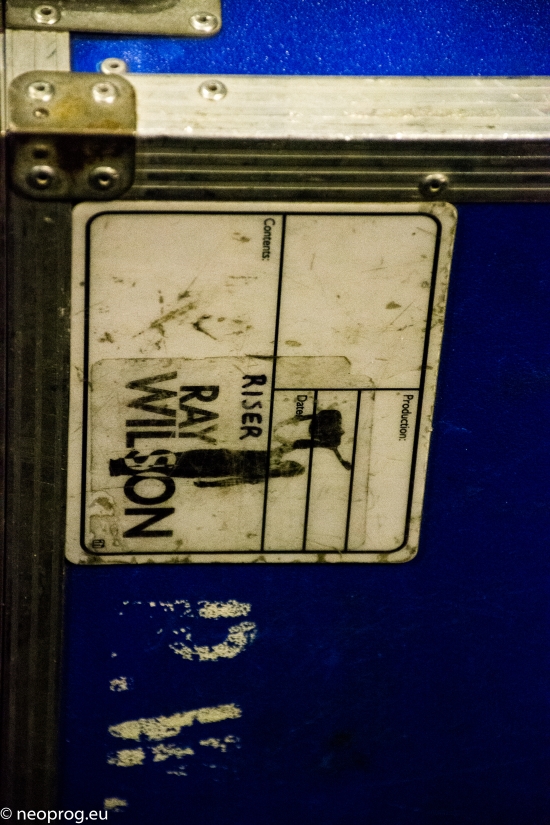 Production:
Date:
Contents:
RISER
RAY
WILSON
R.W.
© neoprog.eu